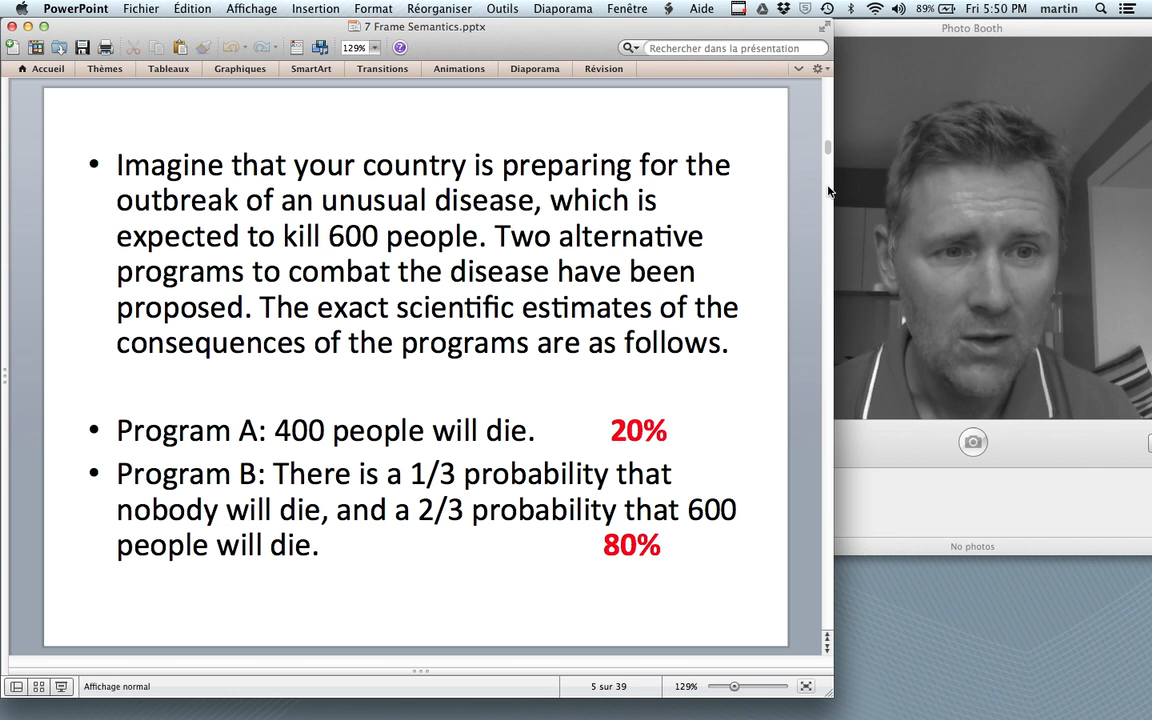 PowerPoint Fichier Édition Affichage Insertion Format Réorganiser Outils Diaporama Fenêtre Aide 89% Fri 5:50 PM martin
7 Frame Semantics.pptx
Photo Booth
129% Rechercher dans la présentation
Accueil Thèmes Tableaux Graphiques SmartArt Transitions Animations Diaporama Révision
• Imagine that your country is preparing for the
outbreak of an unusual disease, which is
expected to kill 600 people. Two alternative
programs to combat the disease have been
proposed. The exact scientific estimates of the
consequences of the programs are as follows.
• Program A: 400 people will die. 20%
• Program B: There is a 1/3 probability that
nobody will die, and a 2/3 probability that 600
people will die. 80%
No photos
Affichage normal 5 sur 39 129%